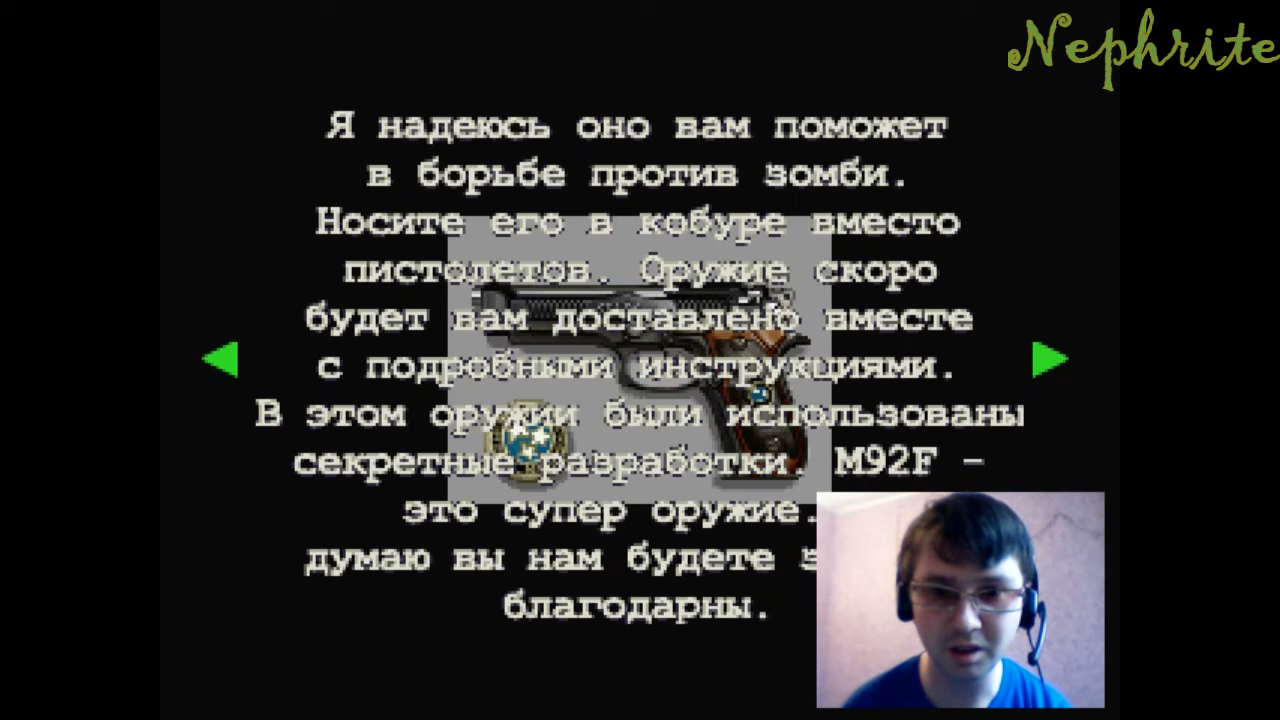 Nephrite
Я надеюсь оно вам поможет
в борьбе против зомби.
Носите его в кобуре вместо
пистолетов. Оружие скоро
будет вам доставлено вместе
с подробными инструкциями.
В этом оружии были использованы
секретные разработки. M92F -
это супер оружие.
думаю вы нам будете
благодарны.